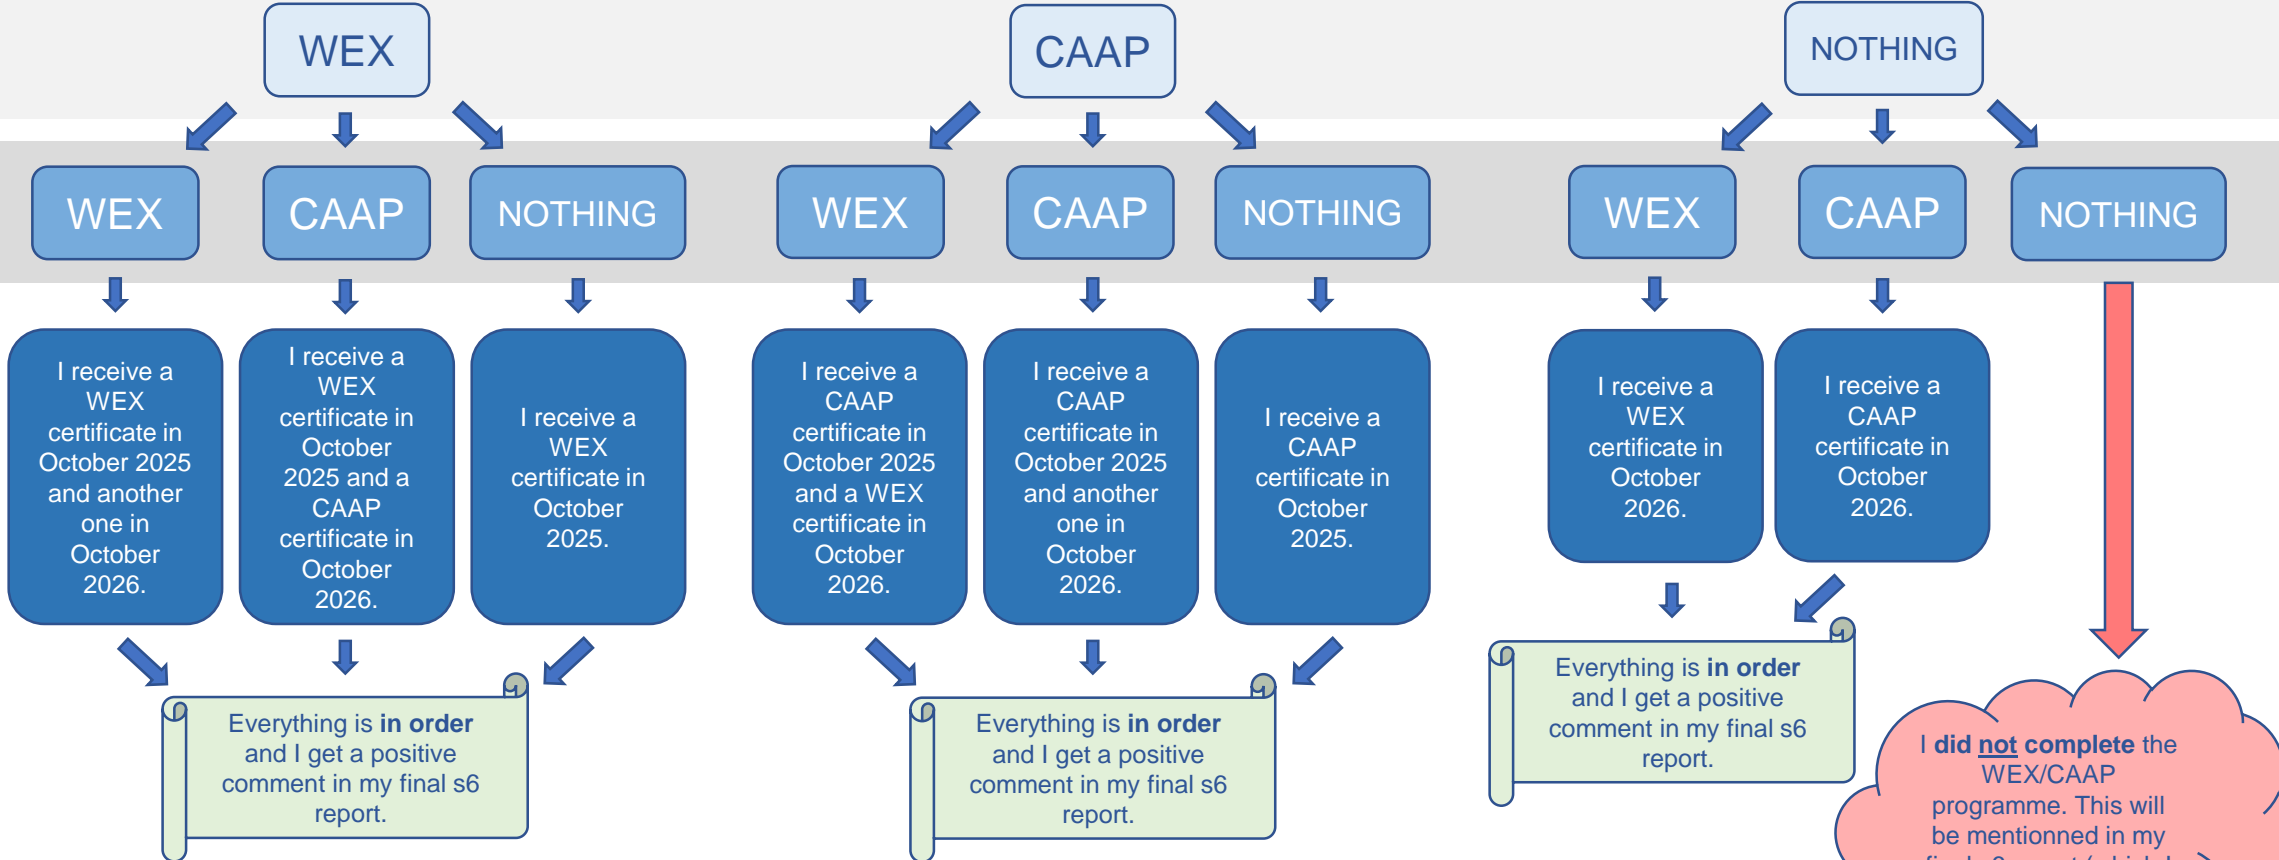 WEX
CAAP
NOTHING
WEX
CAAP
NOTHING
WEX
CAAP
NOTHING
WEX
CAAP
NOTHING
I receive a
WEX
certificate in
October 2025
and another
one in
October
2026.
I receive a
WEX
certificate in
October
2025 and a
CAAP
certificate in
October
2026.
I receive a
WEX
certificate in
October
2025.
I receive a
CAAP
certificate in
October 2025
and a WEX
certificate in
October
2026.
I receive a
CAAP
certificate in
October 2025
and another
one in
October
2026.
I receive a
CAAP
certificate in
October
2025.
I receive a
WEX
certificate in
October
2026.
I receive a
CAAP
certificate in
October
2026.
Everything is in order
and I get a positive
comment in my final s6
report.
Everything is in order
and I get a positive
comment in my final s6
report.
Everything is in order
and I get a positive
comment in my final s6
report.
I did not complete the
WEX/CAAP
programme. This will
be mentionned in my